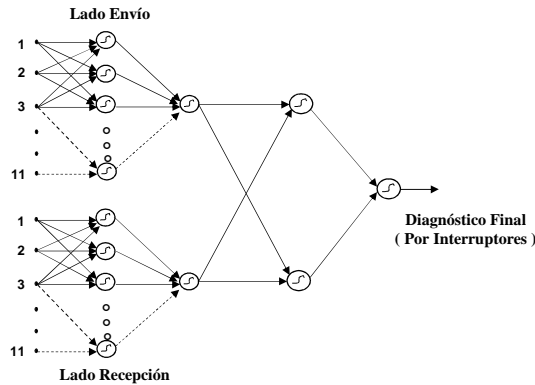 Lado Envío
1
2
3
11
1
2
3
11
Diagnóstico Final
( Por Interruptores )
Lado Recepción